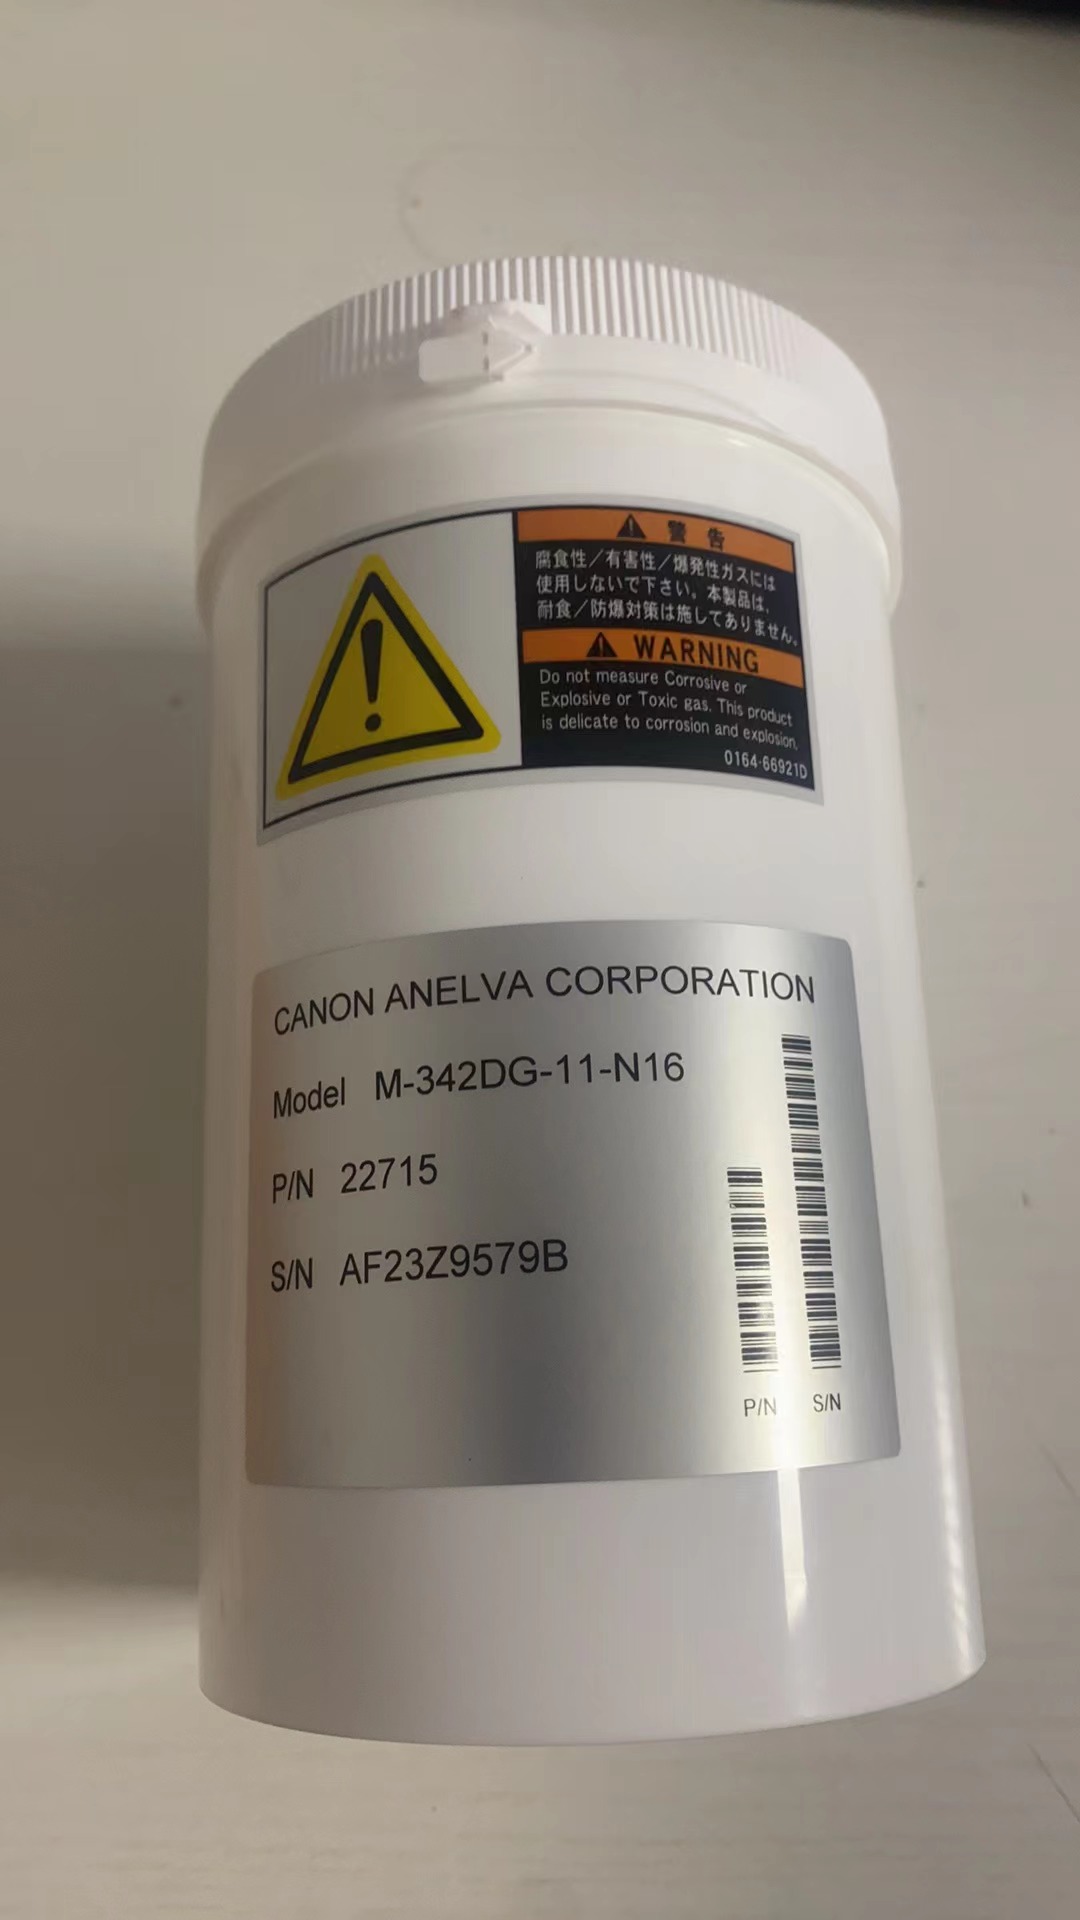 警告
腐食性／有害性／爆発性ガスには
使用しないで下さい。本製品は、
耐食／防爆対策は施してありません。
WARNING
Do not measure Corrosive or
Explosive or Toxic gas. This product
is delicate to corrosion and explosion.
0164-66921D
CANON ANELVA CORPORATION
Model M-342DG-11-N16
P/N 22715
S/N AF23Z9579B
P/N S/N